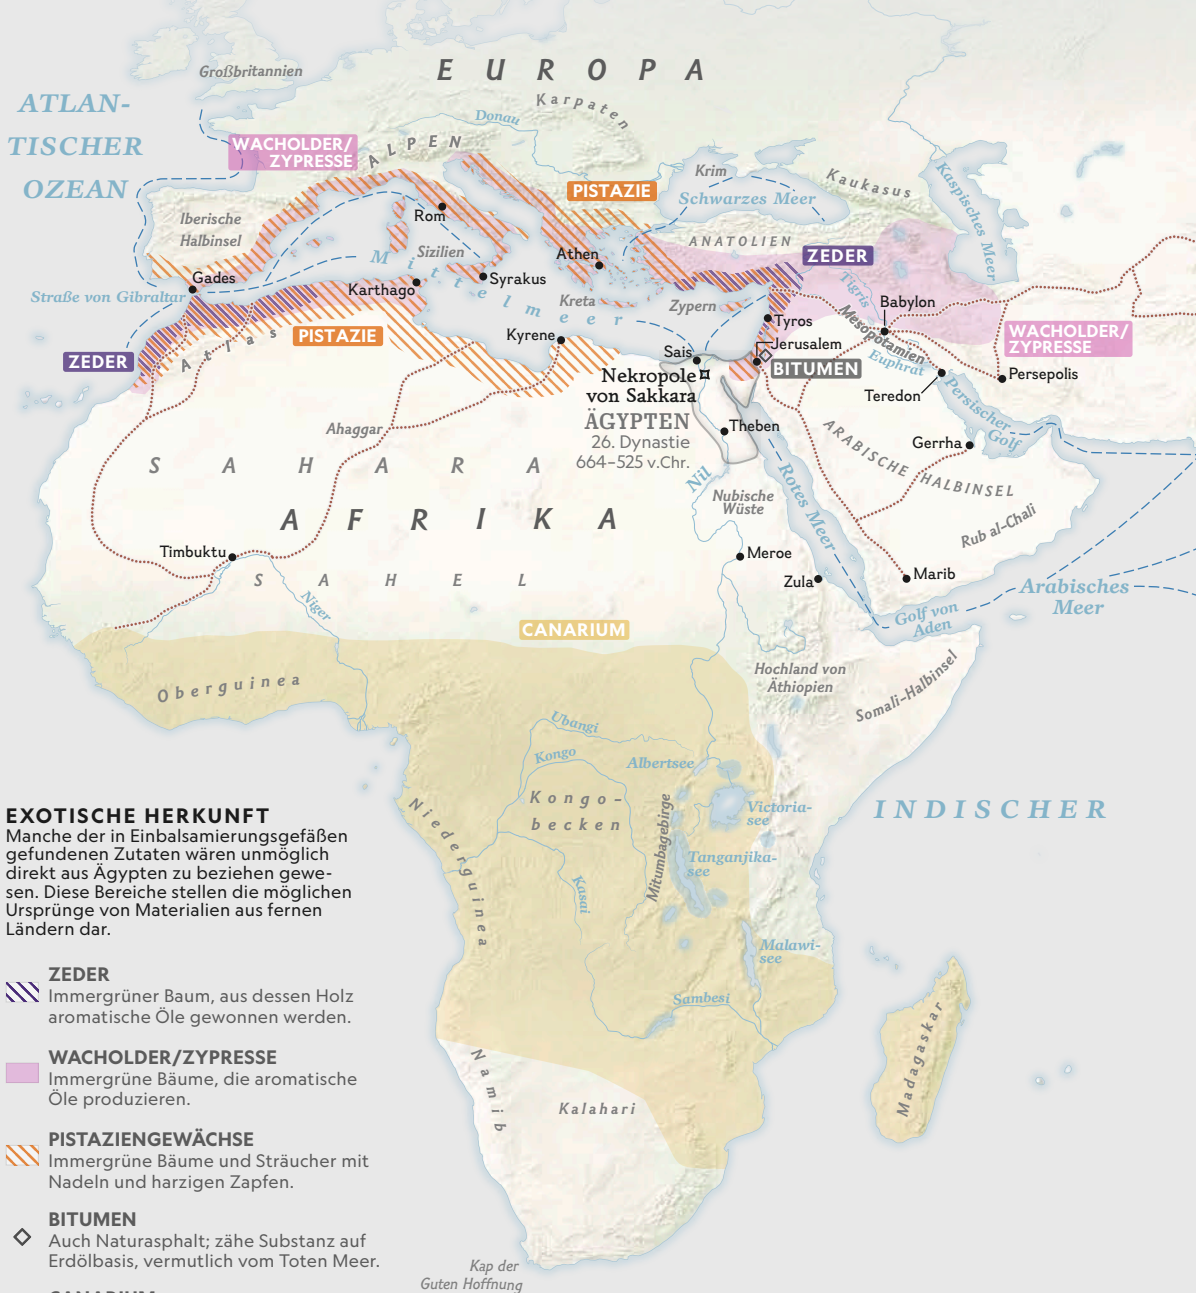 EUROPA
Großbritannien
Karpaten
ATLAN-
TISCHER
OZEAN
Donau
WACHOLDER/
ZYPRESSE
ALPEN
PISTAZIE
Krim
Kaukasus
Schwarzes Meer
Kaspisches Meer
Iberische
Halbinsel
Rom
ANATOLIEN
Sizilien
Athen
ZEDER
Gades
Mittelmeer
Syrakus
Karthago
Straße von Gibraltar
Kreta
Zypern
Tigris
Babylon
Tyros
Mesopotamien
WACHOLDER/
ZYPRESSE
PISTAZIE
Kyrene
Atlas
ZEDER
Sais
Jerusalem
BITUMEN
Euphrat
Nekropole
von Sakkara
Persepolis
Teredon
Persischer
Golf
ÄGYPTEN
26. Dynastie
664–525 v.Chr.
Theben
Ahaggar
Gerrha
ARABISCHE HALBINSEL
SAHARA
Nil
Rotes Meer
Nubische
Wüste
AFRIKA
Rub al-Chali
Timbuktu
Meroe
Zula
Marib
SAHEL
Niger
Arabisches
Meer
Golf von
Aden
CANARIUM
Hochland von
Äthiopien
Somali-Halbinsel
Oberguinea
Ubangi
Kongo
Albertsee
Kongo-
becken
Victoria-
see
INDISCHER
Niederguinea
Mitumbagebirge
Tanganjika-
see
Kasai
Malawi-
see
Sambesi
Madagaskar
Namib
Kalahari
Kap der
Guten Hoffnung
EXOTISCHE HERKUNFT
Manche der in Einbalsamierungsgefäßen
gefundenen Zutaten wären unmöglich
direkt aus Ägypten zu beziehen gewe-
sen. Diese Bereiche stellen die möglichen
Ursprünge von Materialien aus fernen
Ländern dar.
ZEDER
Immergrüner Baum, aus dessen Holz
aromatische Öle gewonnen werden.
WACHOLDER/ZYPRESSE
Immergrüne Bäume, die aromatische
Öle produzieren.
PISTAZIENGEWÄCHSE
Immergrüne Bäume und Sträucher mit
Nadeln und harzigen Zapfen.
BITUMEN
Auch Naturasphalt; zähe Substanz auf
Erdölbasis, vermutlich vom Toten Meer.